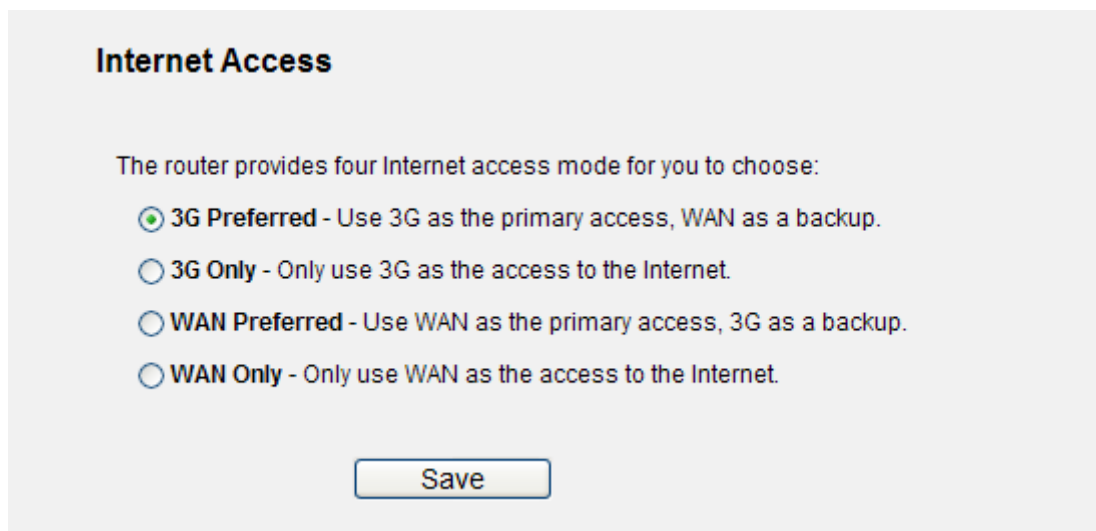 Internet Access
The router provides four Internet access mode for you to choose:
3G Preferred - Use 3G as the primary access, WAN as a backup.
3G Only - Only use 3G as the access to the Internet.
WAN Preferred - Use WAN as the primary access, 3G as a backup.
WAN Only - Only use WAN as the access to the Internet.
Save